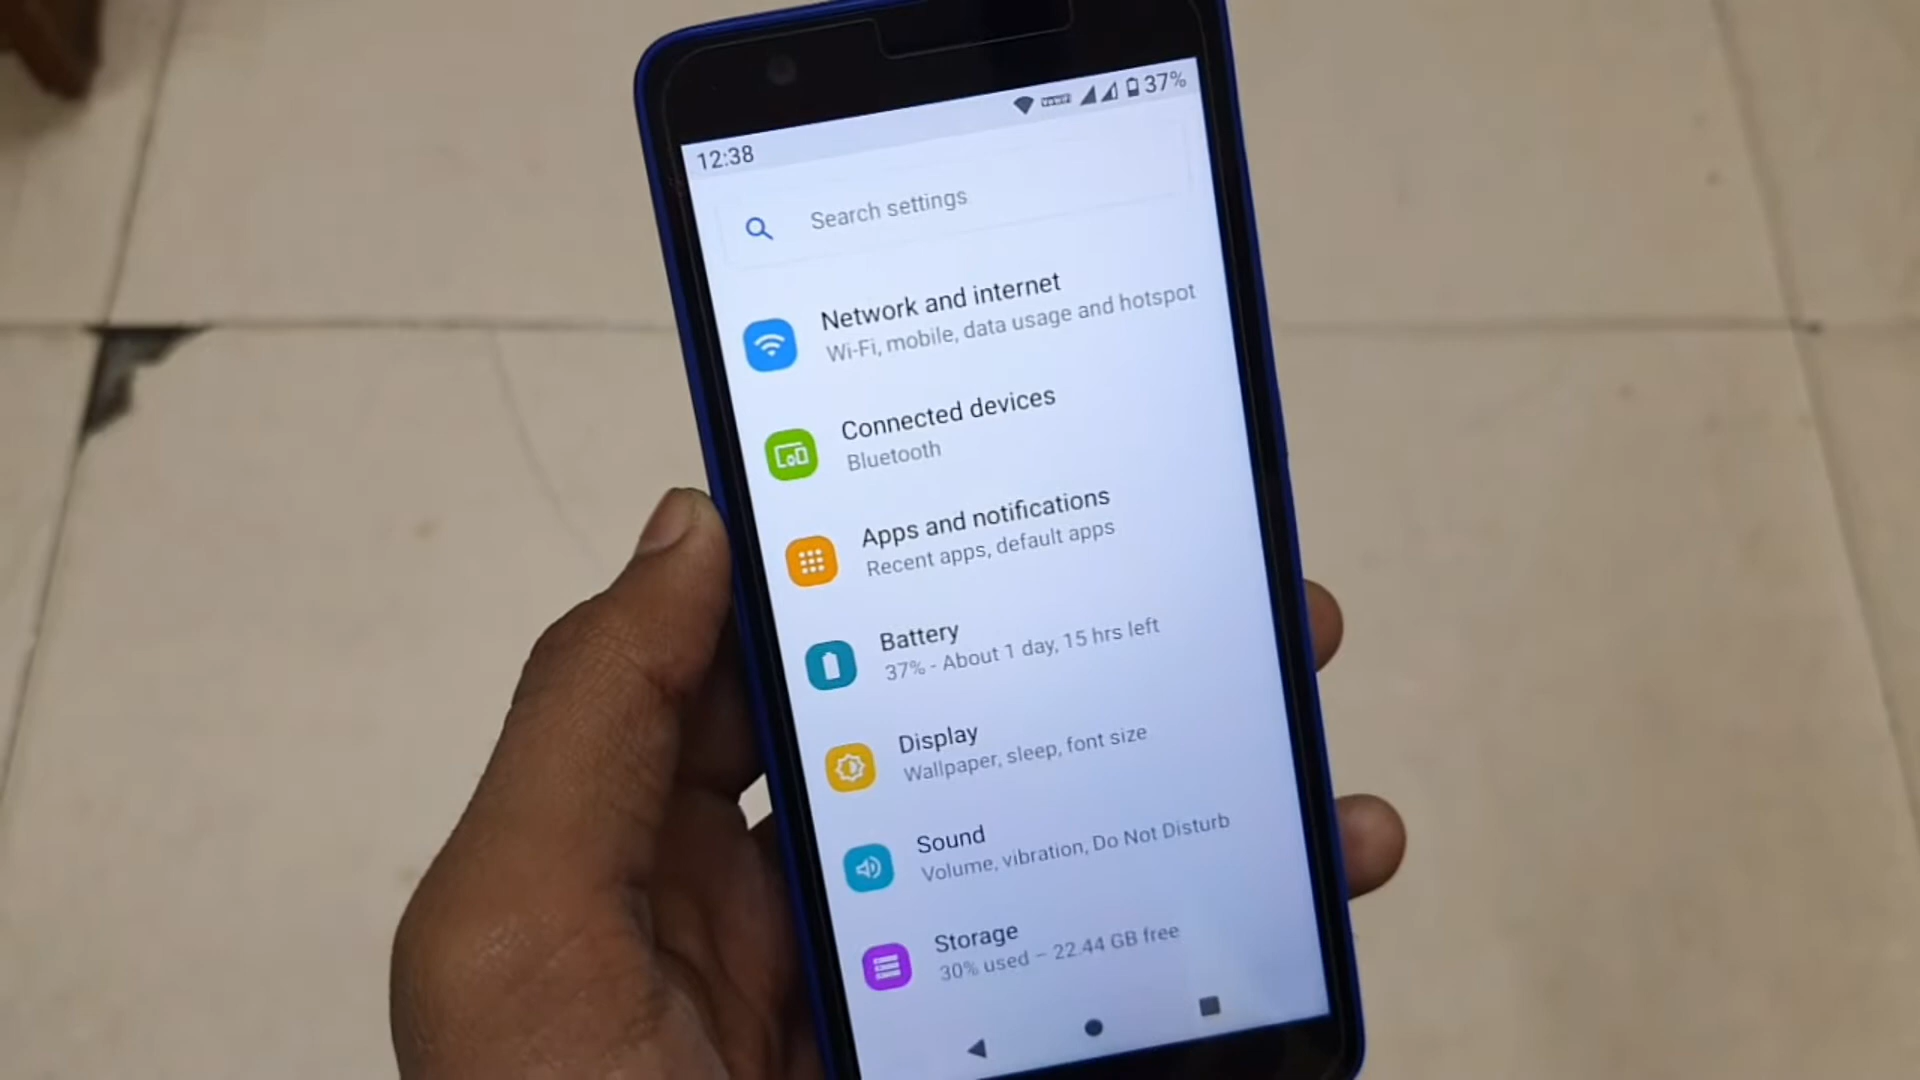 12:38
37%
Search settings
Network and internet
Wi-Fi, mobile, data usage and hotspot
Connected devices
Bluetooth
Apps and notifications
Recent apps, default apps
Battery
37% - About 1 day, 15 hrs left
Display
Wallpaper, sleep, font size
Sound
Volume, vibration, Do Not Disturb
Storage
30% used – 22.44 GB free